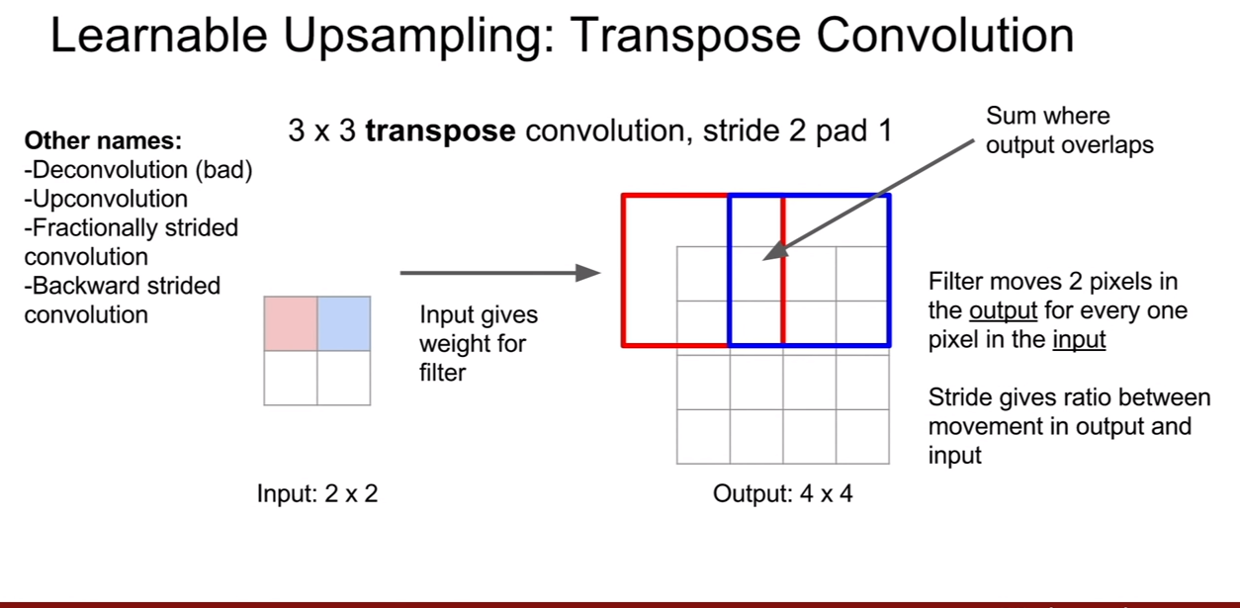 Learnable Upsampling: Transpose Convolution
Other names:
-Deconvolution (bad)
-Upconvolution
-Fractionally strided
convolution
-Backward strided
convolution
3 x 3 transpose convolution, stride 2 pad 1
Sum where
output overlaps
Input gives
weight for
filter
Filter moves 2 pixels in
the output for every one
pixel in the input
Stride gives ratio between
movement in output and
input
Input: 2 x 2
Output: 4 x 4